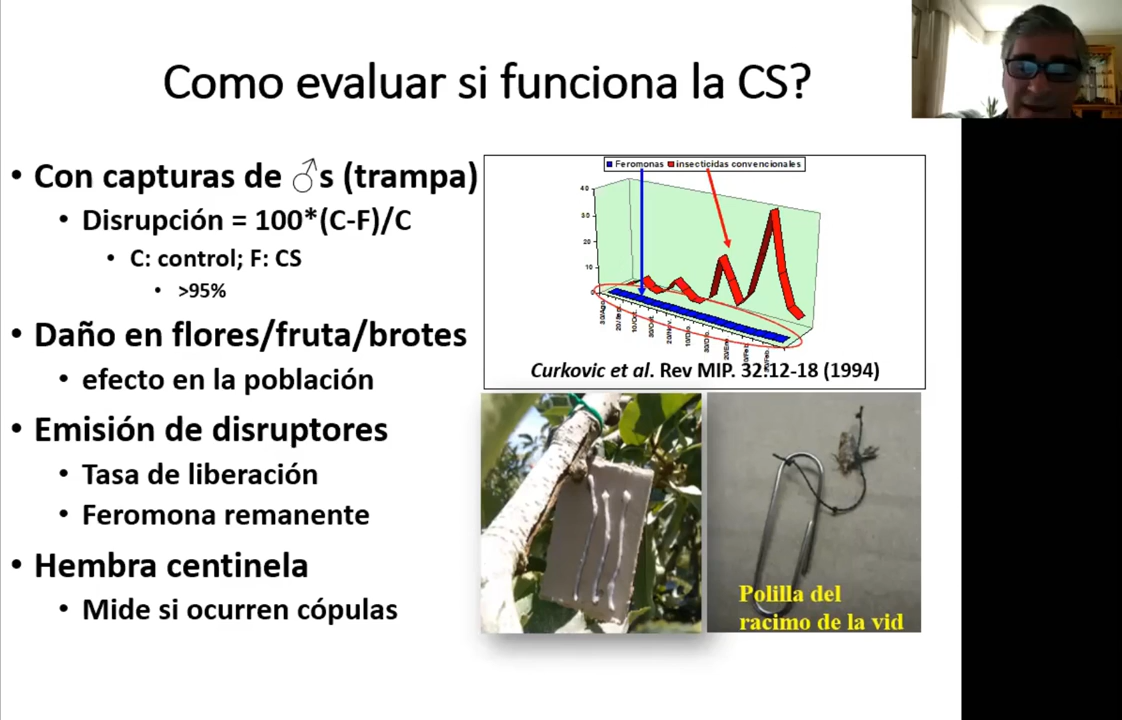 Como evaluar si funciona la CS?
• Con capturas de ♂s (trampa)
• Disrupción = 100*(C-F)/C
• C: control; F: CS
• >95%
• Daño en flores/fruta/brotes
• efecto en la población
• Emisión de disruptores
• Tasa de liberación
• Feromona remanente
• Hembra centinela
• Mide si ocurren cópulas
Feromonas insecticidas convencionales
40
30
20
10
Curkovic et al. Rev MIP. 32:12-18 (1994)
Polilla del
racimo de la vid